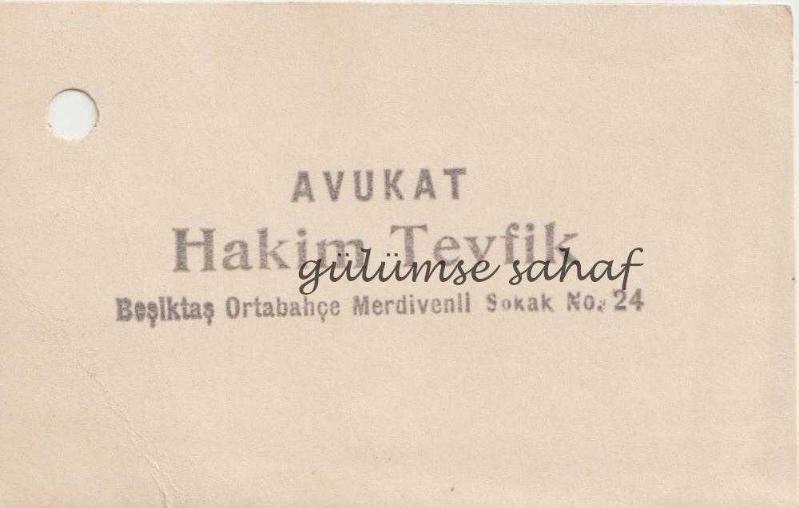 AVUKAT
Hakim Tevfik
gülümse sahaf
Beşiktaş Ortabahçe Merdivenli Sokak No. 24